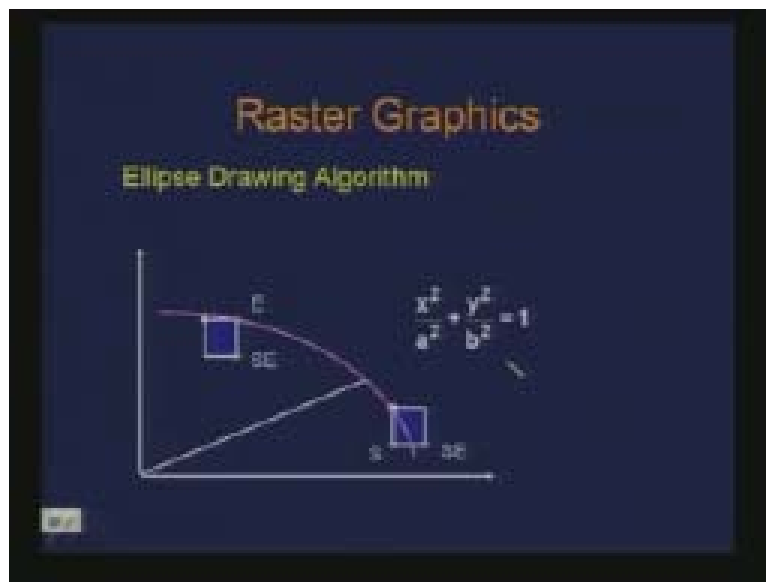 Raster Graphics
Ellipse Drawing Algorithm
E
SE
x² / a² + y² / b² = 1
S SE